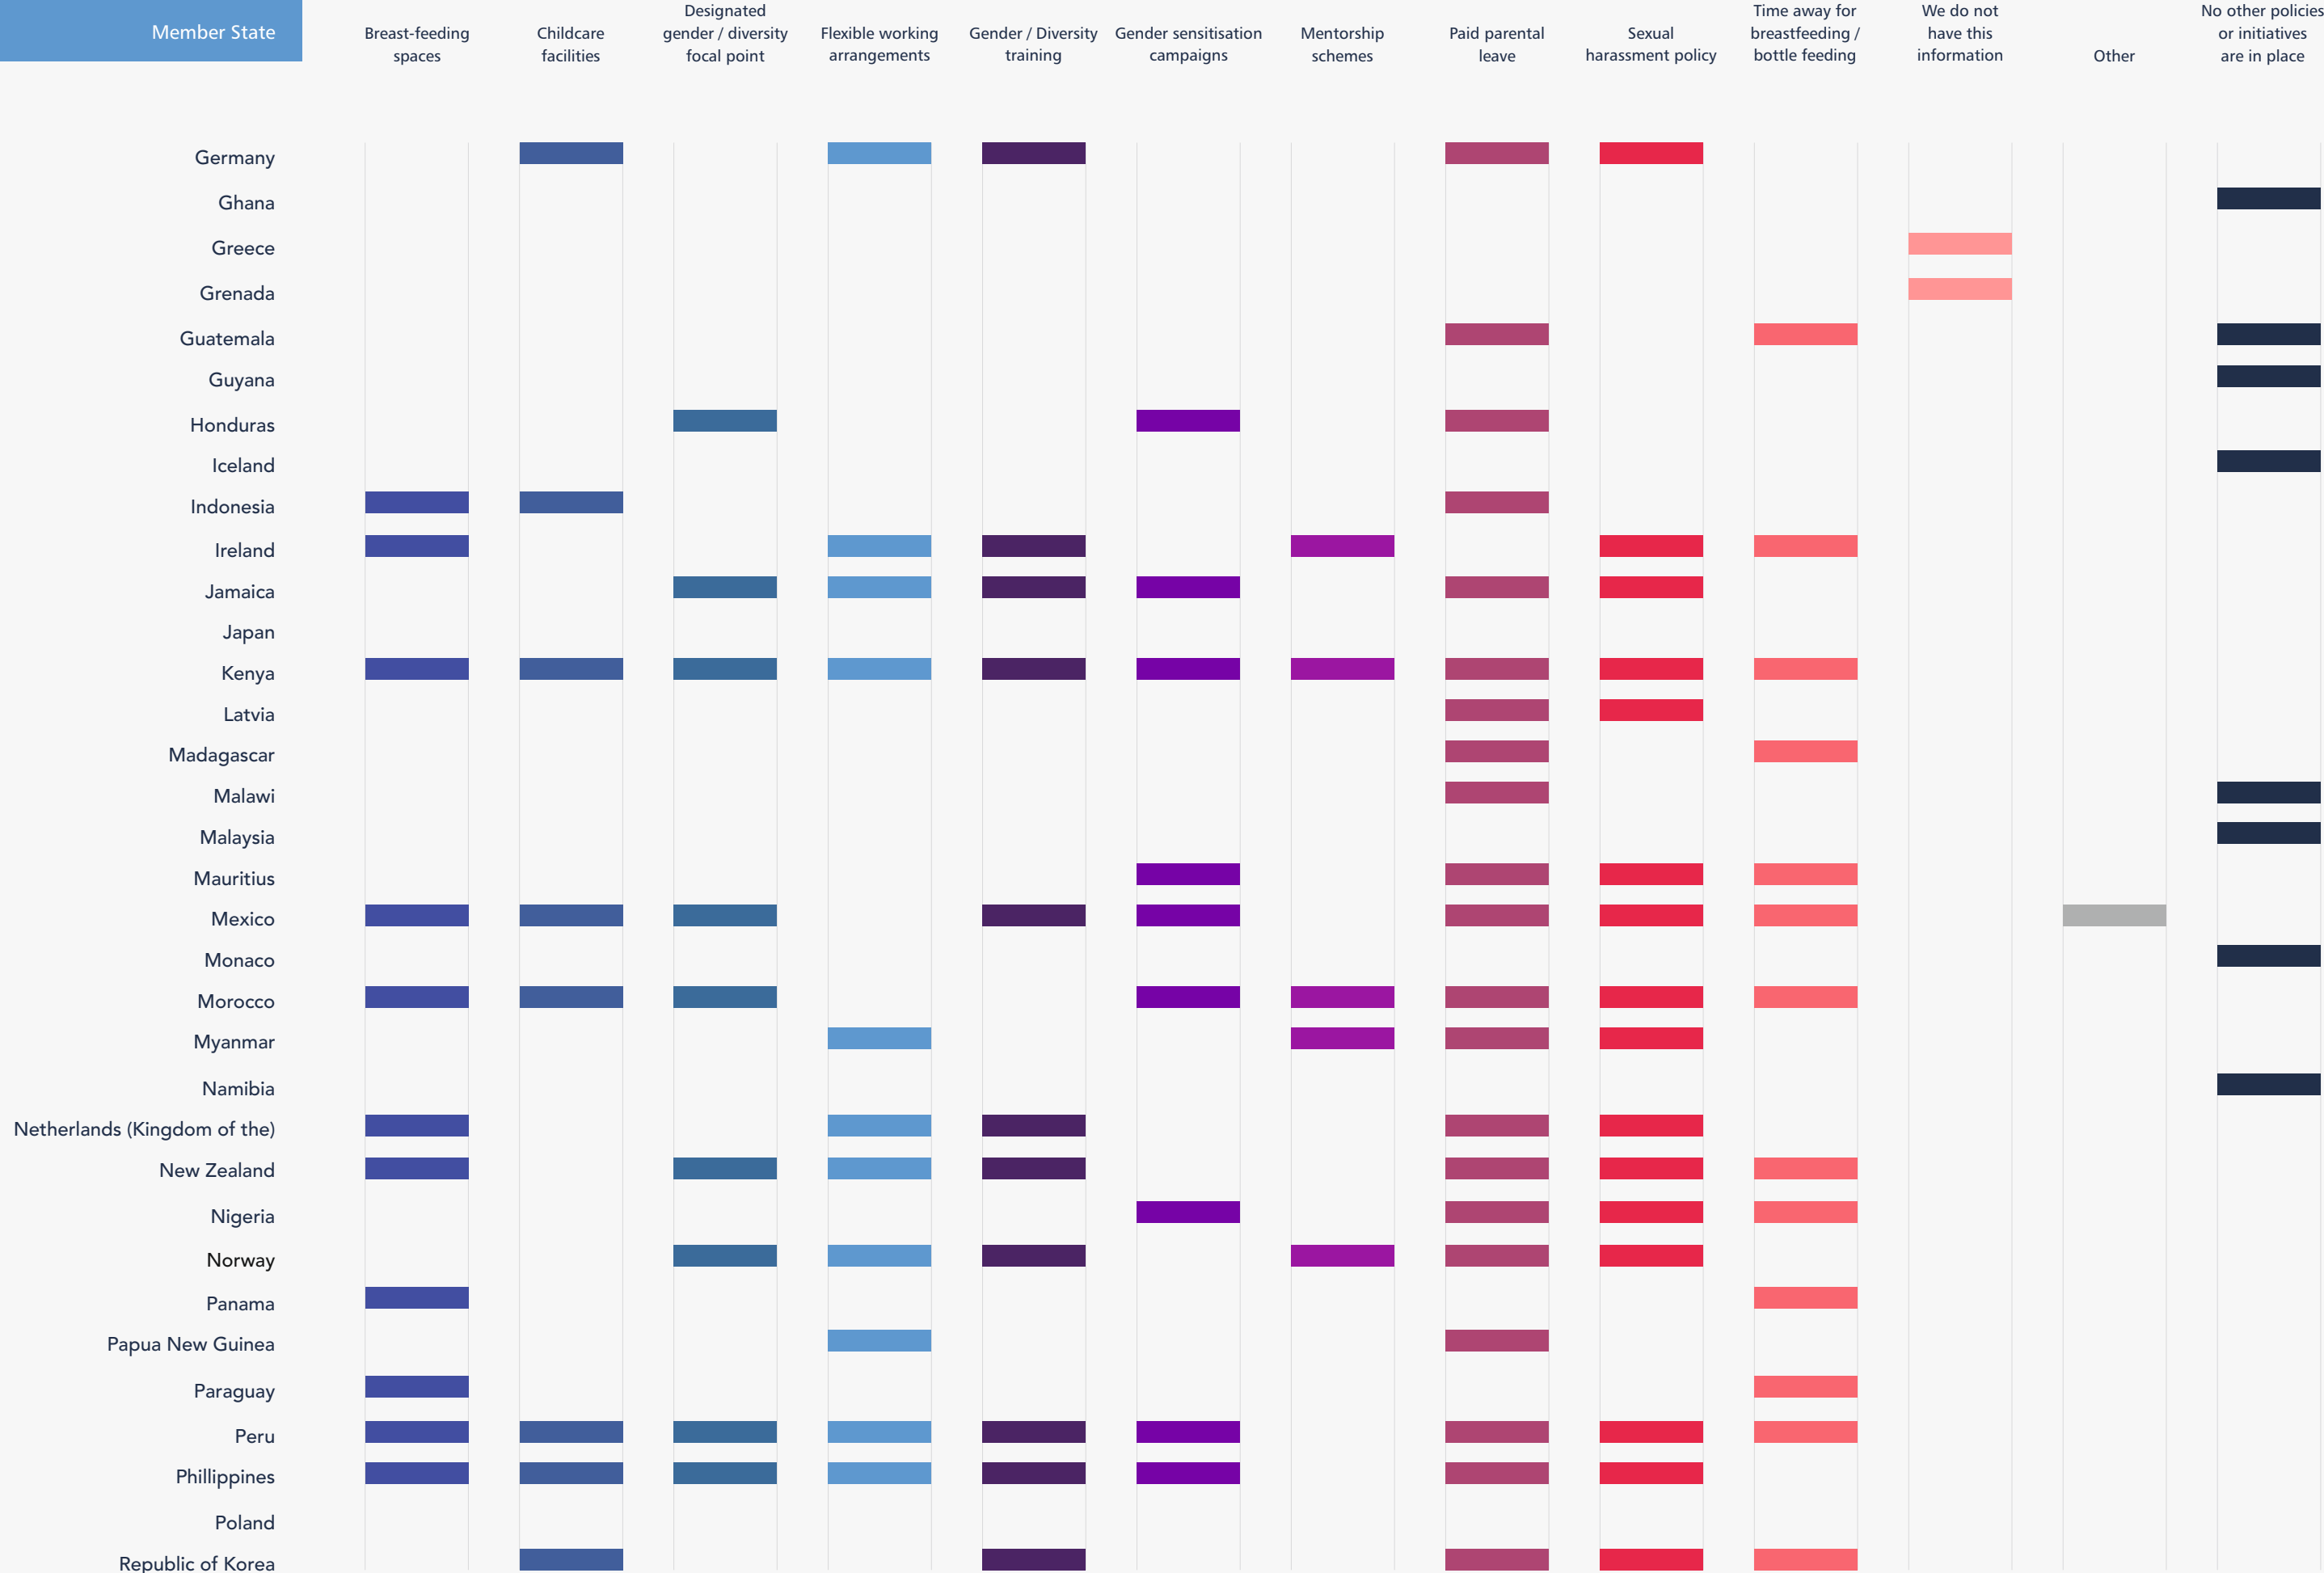 Member State
Breast-feeding
spaces
Childcare
facilities
Designated
gender / diversity
focal point
Flexible working
arrangements
Gender / Diversity
training
Gender sensitisation
campaigns
Mentorship
schemes
Paid parental
leave
Sexual
harassment policy
Time away for
breastfeeding /
bottle feeding
We do not
have this
information
Other
No other policies
or initiatives
are in place
Germany
Ghana
Greece
Grenada
Guatemala
Guyana
Honduras
Iceland
Indonesia
Ireland
Jamaica
Japan
Kenya
Latvia
Madagascar
Malawi
Malaysia
Mauritius
Mexico
Monaco
Morocco
Myanmar
Namibia
Netherlands (Kingdom of the)
New Zealand
Nigeria
Norway
Panama
Papua New Guinea
Paraguay
Peru
Phillippines
Poland
Republic of Korea